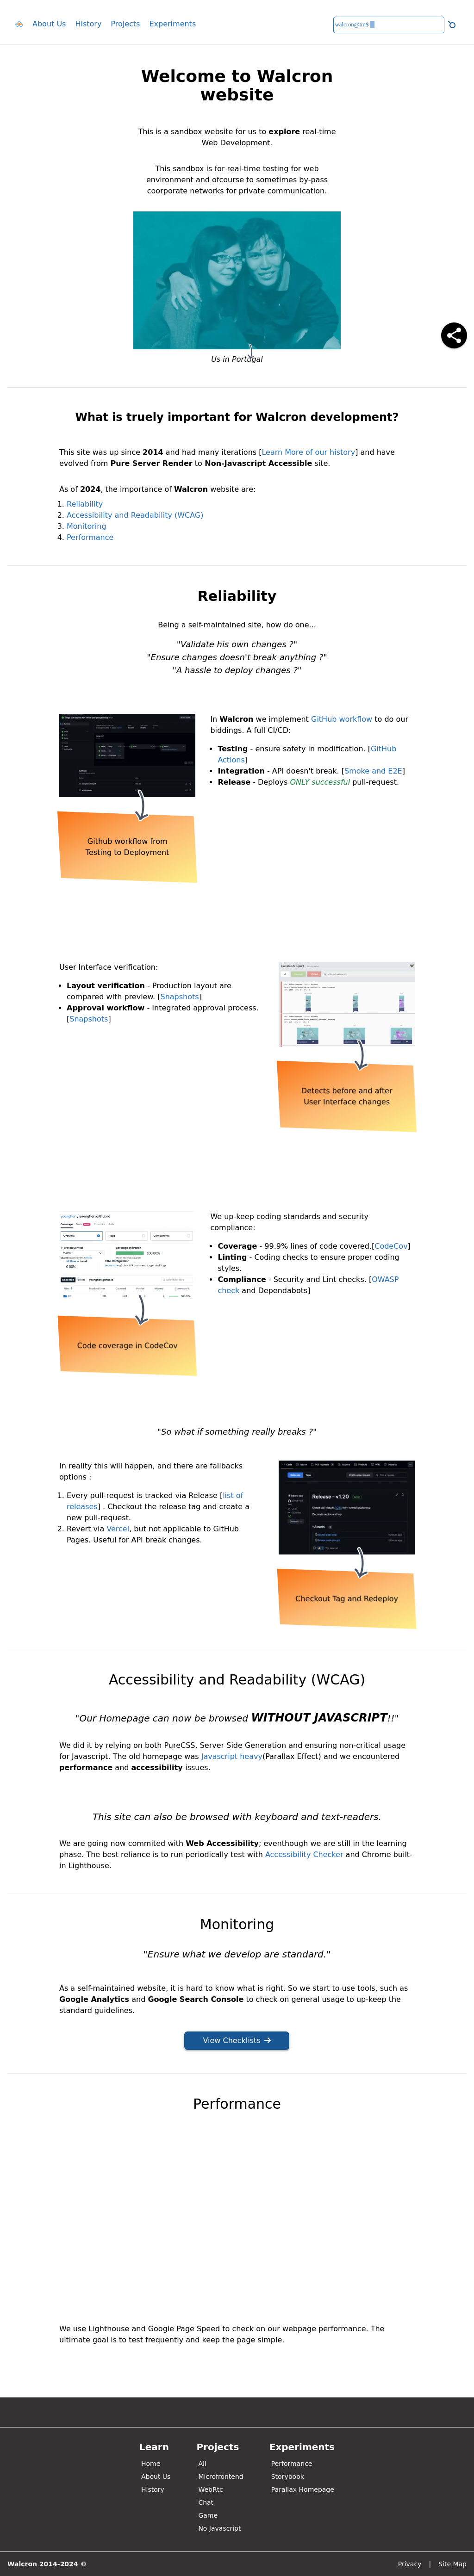 About Us History Projects Experiments
Welcome to Walcron
website
This is a sandbox website for us to explore real-time
Web Development.
This sandbox is for real-time testing for web
environment and ofcourse to sometimes by-pass
coorporate networks for private communication.
Us in Portugal
What is truely important for Walcron development?
This site was up since 2014 and had many iterations [Learn More of our history] and have
evolved from Pure Server Render to Non-Javascript Accessible site.
As of 2024, the importance of Walcron website are:
1. Reliability
2. Accessibility and Readability (WCAG)
3. Monitoring
4. Performance
Reliability
Being a self-maintained site, how do one...
"Validate his own changes ?"
"Ensure changes doesn't break anything ?"
"A hassle to deploy changes ?"
In Walcron we implement GitHub workflow to do our
biddings. A full CI/CD:
• Testing - ensure safety in modification. [GitHub
Actions]
• Integration - API doesn't break. [Smoke and E2E]
• Release - Deploys ONLY successful pull-request.
Github workflow from
Testing to Deployment
User Interface verification:
• Layout verification - Production layout are
compared with preview. [Snapshots]
• Approval workflow - Integrated approval process.
[Snapshots]
Detects before and after
User Interface changes
We up-keep coding standards and security
compliance:
• Coverage - 99.9% lines of code covered.[CodeCov]
• Linting - Coding checks to ensure proper coding
styles.
• Compliance - Security and Lint checks. [OWASP
check and Dependabots]
Code coverage in CodeCov
"So what if something really breaks ?"
In reality this will happen, and there are fallbacks
options :
1. Every pull-request is tracked via Release [list of
releases] . Checkout the release tag and create a
new pull-request.
2. Revert via Vercel, but not applicable to GitHub
Pages. Useful for API break changes.
Release - v1.20
Checkout Tag and Redeploy
Accessibility and Readability (WCAG)
"Our Homepage can now be browsed WITHOUT JAVASCRIPT!!"
We did it by relying on both PureCSS, Server Side Generation and ensuring non-critical usage
for Javascript. The old homepage was Javascript heavy(Parallax Effect) and we encountered
performance and accessibility issues.
This site can also be browsed with keyboard and text-readers.
We are going now commited with Web Accessibility; eventhough we are still in the learning
phase. The best reliance is to run periodically test with Accessibility Checker and Chrome built-
in Lighthouse.
Monitoring
"Ensure what we develop are standard."
As a self-maintained website, it is hard to know what is right. So we start to use tools, such as
Google Analytics and Google Search Console to check on general usage to up-keep the
standard guidelines.
View Checklists
Performance
We use Lighthouse and Google Page Speed to check on our webpage performance. The
ultimate goal is to test frequently and keep the page simple.
Learn Projects Experiments
Home All Performance
About Us Microfrontend Storybook
History WebRtc Parallax Homepage
Chat
Game
No Javascript
Walcron 2014-2024 © Privacy | Site Map